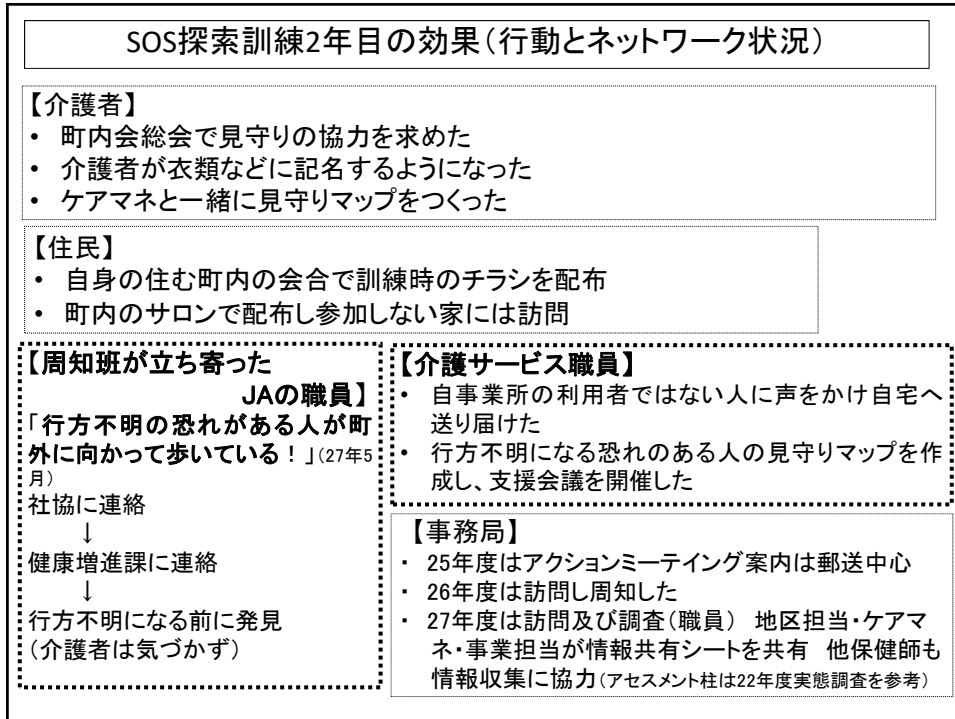 SOS探索訓練2年目の効果（行動とネットワーク状況）
【介護者】
• 町内会総会で見守りの協力を求めた
• 介護者が衣類などに記名するようになった
• ケアマネと一緒に見守りマップをつくった
【住民】
• 自身の住む町内の会合で訓練時のチラシを配布
• 町内のサロンで配布し参加しない家には訪問
【周知班が立ち寄った
JAの職員】
「行方不明の恐れがある人が町
外に向かって歩いている！」（27年5
月）
社協に連絡
↓
健康増進課に連絡
↓
行方不明になる前に発見
（介護者は気づかず）
【介護サービス職員】
• 自事業所の利用者ではない人に声をかけ自宅へ
送り届けた
• 行方不明になる恐れのある人の見守りマップを作
成し、支援会議を開催した
【事務局】
・ 25年度はアクションミーテイング案内は郵送中心
・ 26年度は訪問し周知した
・ 27年度は訪問及び調査（職員）　地区担当・ケアマ
ネ・事業担当が情報共有シートを共有　他保健師も
情報収集に協力（アセスメント柱は22年度実態調査を参考）